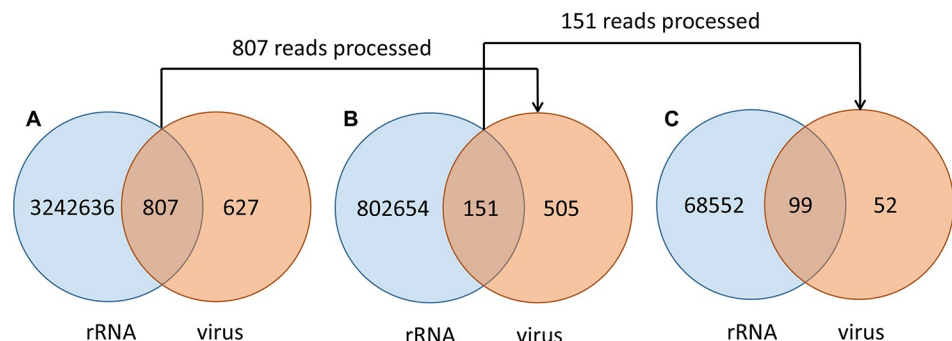 807 reads processed
151 reads processed
A
B
C
3242636 807 627
802654 151 505
68552 99 52
rRNA virus
rRNA virus
rRNA virus